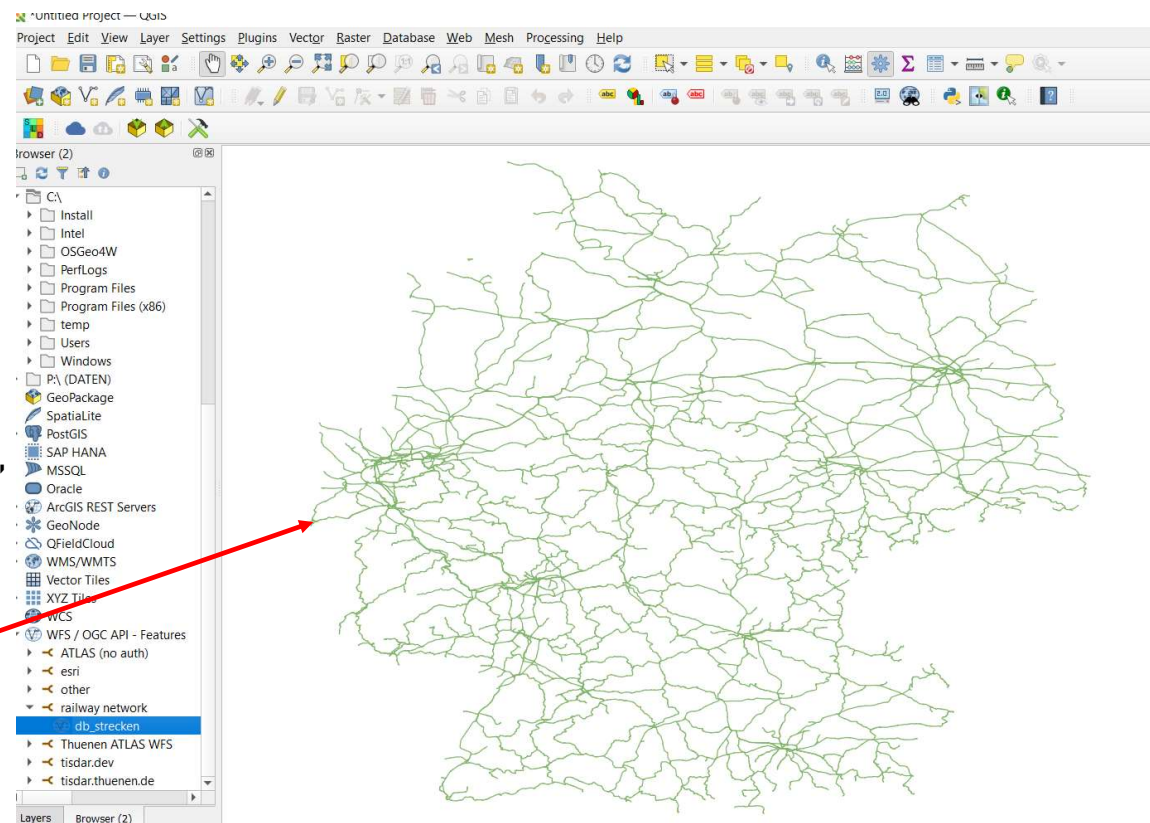 *Untitled Project — QGIS
Project Edit View Layer Settings Plugins Vector Raster Database Web Mesh Processing Help
Browser (2)
C:\
Install
Intel
OSGeo4W
PerfLogs
Program Files
Program Files (x86)
temp
Users
Windows
P:\ (DATEN)
GeoPackage
SpatiaLite
PostGIS
SAP HANA
MSSQL
Oracle
ArcGIS REST Servers
GeoNode
QFieldCloud
WMS/WMTS
Vector Tiles
XYZ Tiles
WCS
WFS / OGC API - Features
ATLAS (no auth)
esri
other
railway network
db_strecken
Thuenen ATLAS WFS
tisdar.dev
tisdar.thuenen.de
Layers Browser (2)